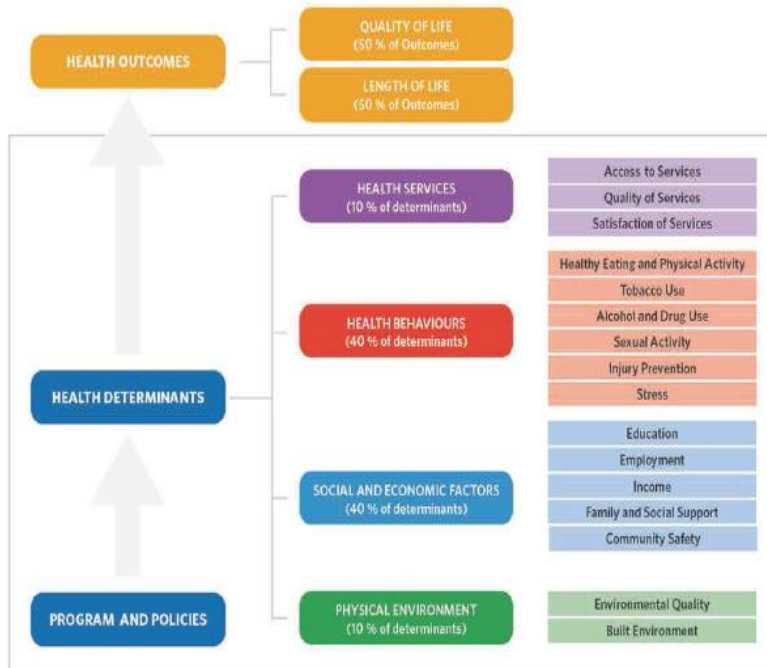 HEALTH OUTCOMES
QUALITY OF LIFE
(50 % of Outcomes)
LENGTH OF LIFE
(50 % of Outcomes)
HEALTH DETERMINANTS
PROGRAM AND POLICIES
HEALTH SERVICES
(10 % of determinants)
Access to Services
Quality of Services
Satisfaction of Services
HEALTH BEHAVIOURS
(40 % of determinants)
Healthy Eating and Physical Activity
Tobacco Use
Alcohol and Drug Use
Sexual Activity
Injury Prevention
Stress
SOCIAL AND ECONOMIC FACTORS
(40 % of determinants)
Education
Employment
Income
Family and Social Support
Community Safety
PHYSICAL ENVIRONMENT
(10 % of determinants)
Environmental Quality
Built Environment